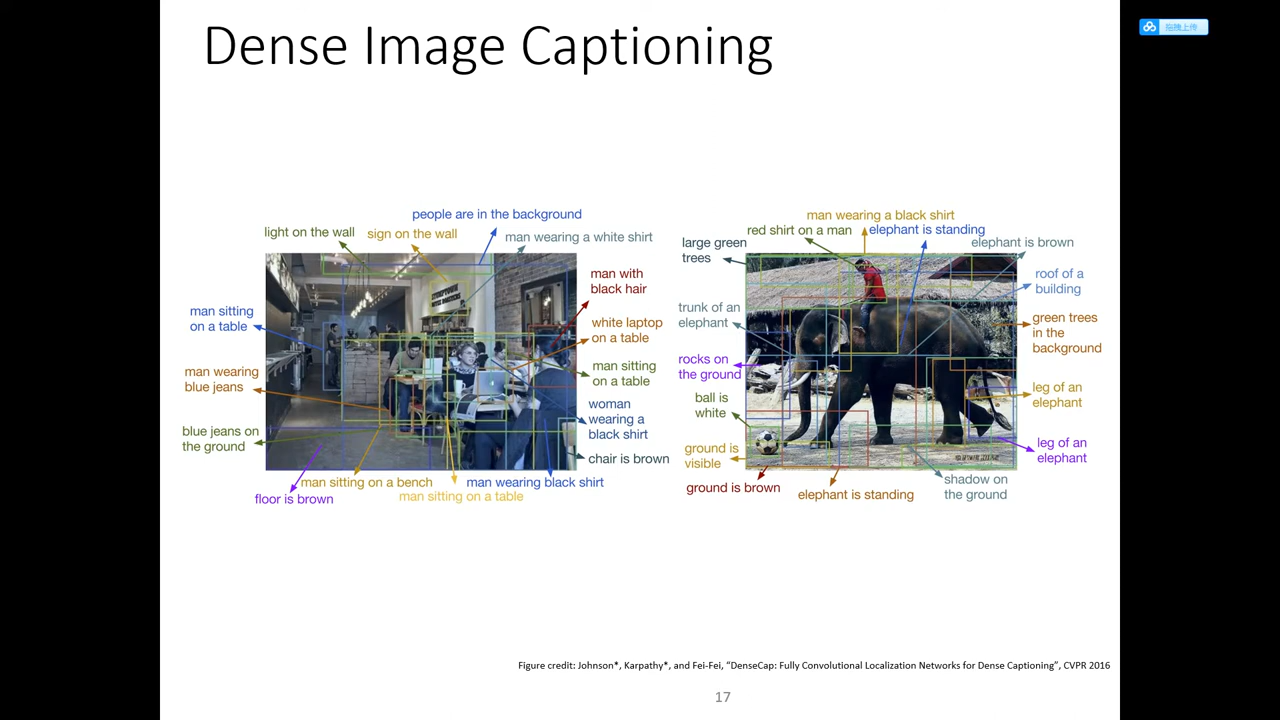 Dense Image Captioning
拖拽上传
people are in the background
light on the wall
sign on the wall
man wearing a white shirt
man with
black hair
man sitting
on a table
white laptop
on a table
man wearing
blue jeans
man sitting
on a table
woman
wearing a
black shirt
blue jeans on
the ground
chair is brown
man sitting on a bench
man wearing black shirt
floor is brown
man sitting on a table
man wearing a black shirt
red shirt on a man
elephant is standing
large green
trees
elephant is brown
roof of a
building
trunk of an
elephant
green trees
in the
background
rocks on
the ground
leg of an
elephant
ball is
white
ground is
visible
leg of an
elephant
ground is brown
elephant is standing
shadow on
the ground
Figure credit: Johnson*, Karpathy*, and Fei-Fei, “DenseCap: Fully Convolutional Localization Networks for Dense Captioning”, CVPR 2016
17